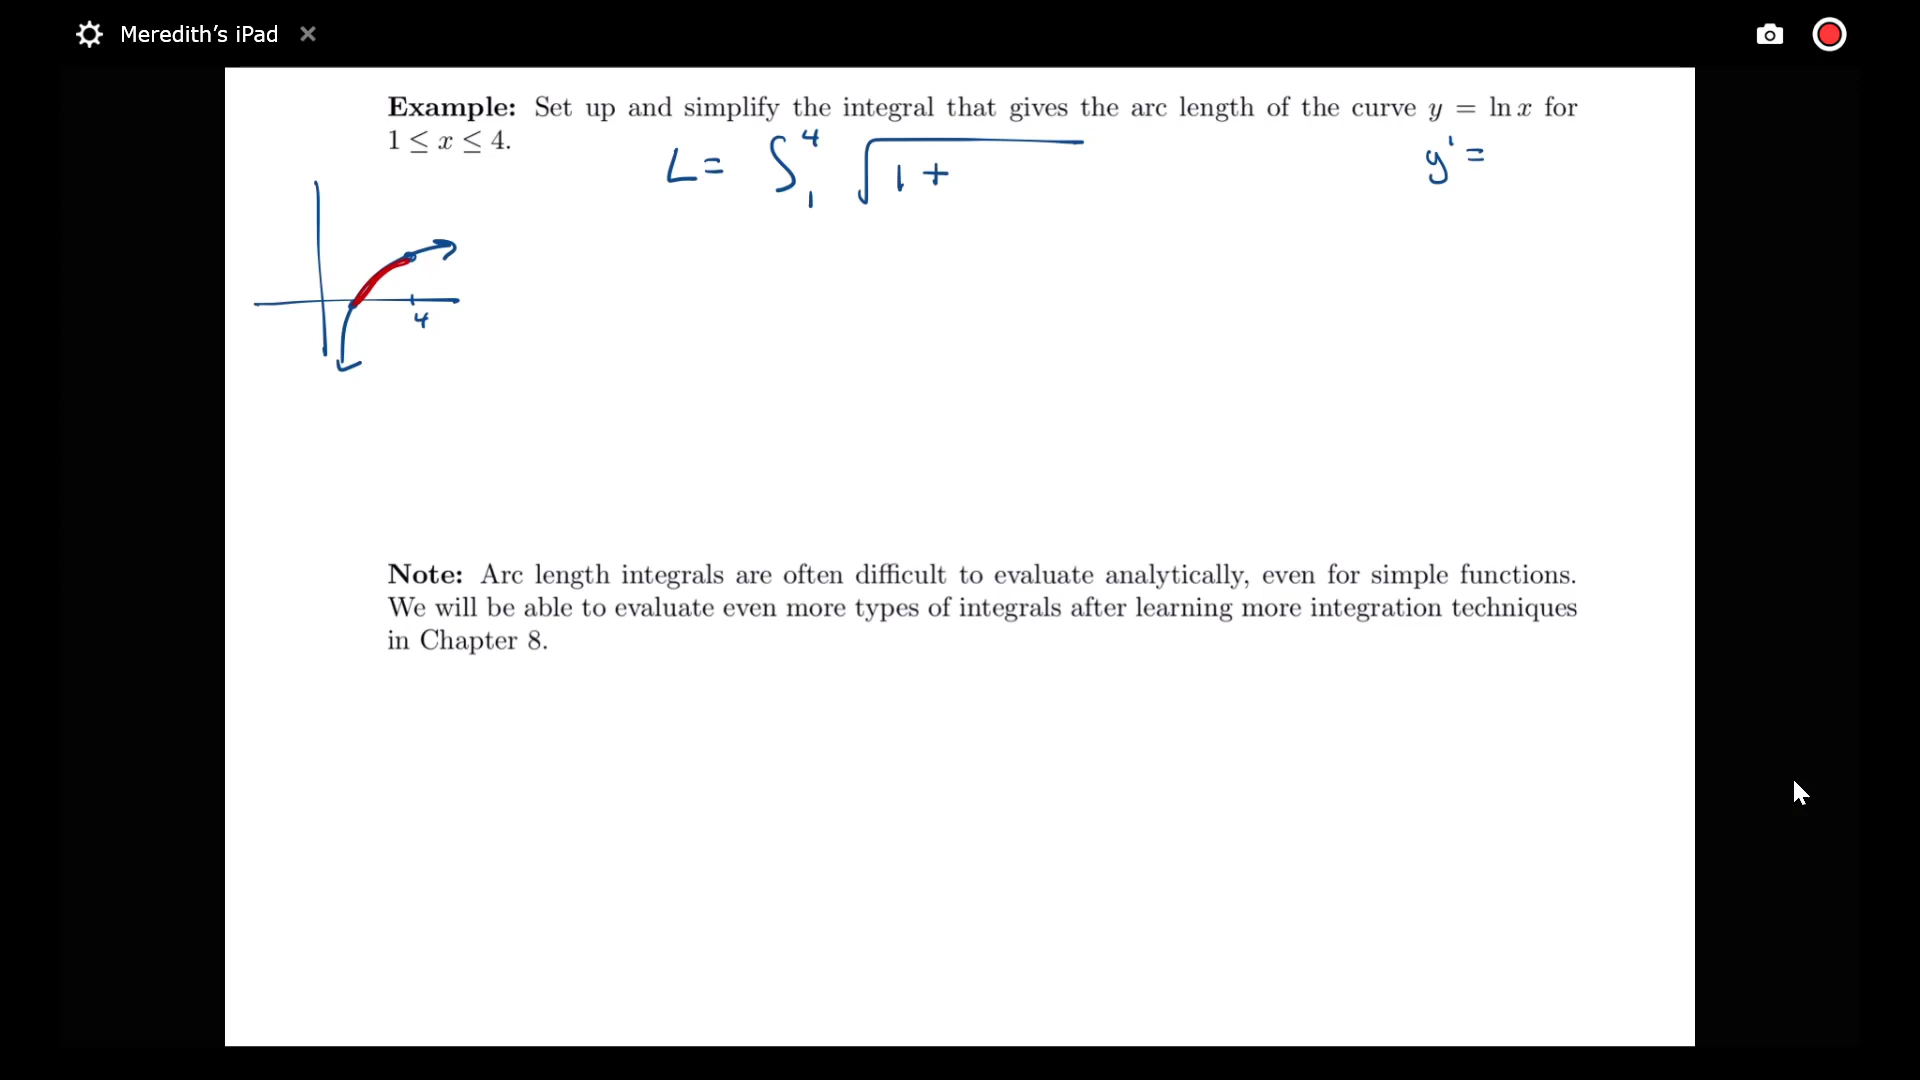 Meredith's iPad
Example: Set up and simplify the integral that gives the arc length of the curve y = ln x for
1 ≤ x ≤ 4.
L = ∫₁⁴ √(1 +
y' =
4
Note: Arc length integrals are often difficult to evaluate analytically, even for simple functions.
We will be able to evaluate even more types of integrals after learning more integration techniques
in Chapter 8.